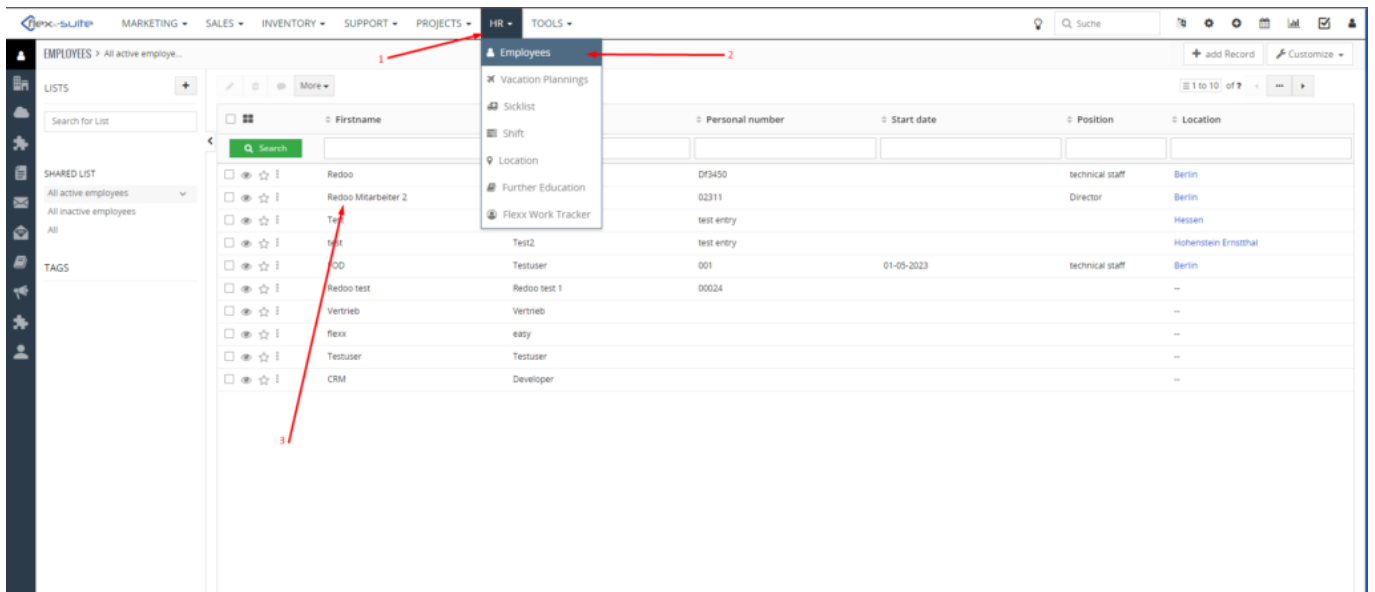 flex-suite MARKETING SALES INVENTORY SUPPORT PROJECTS HR TOOLS Suche
EMPLOYEES > All active employe... + add Record Customize
1
Employees
2
LISTS + More Vacation Plannings 1 to 10 of ?
Search for List Sicklist
Firstname Personal number Start date Position Location
Search Shift
Location
SHARED LIST Redoo Df3450 technical staff Berlin
All active employees Redoo Mitarbeiter 2 Further Education 02311 Director Berlin
All inactive employees Test Flexx Work Tracker test entry Hessen
All test Test2 test entry Hohenstein Ernstthal
TAGS Testuser 001 01-05-2023 technical staff Berlin
Redoo test Redoo test 1 00024 --
Vertrieb Vertrieb --
flexx easy --
Testuser Testuser --
CRM Developer --
3